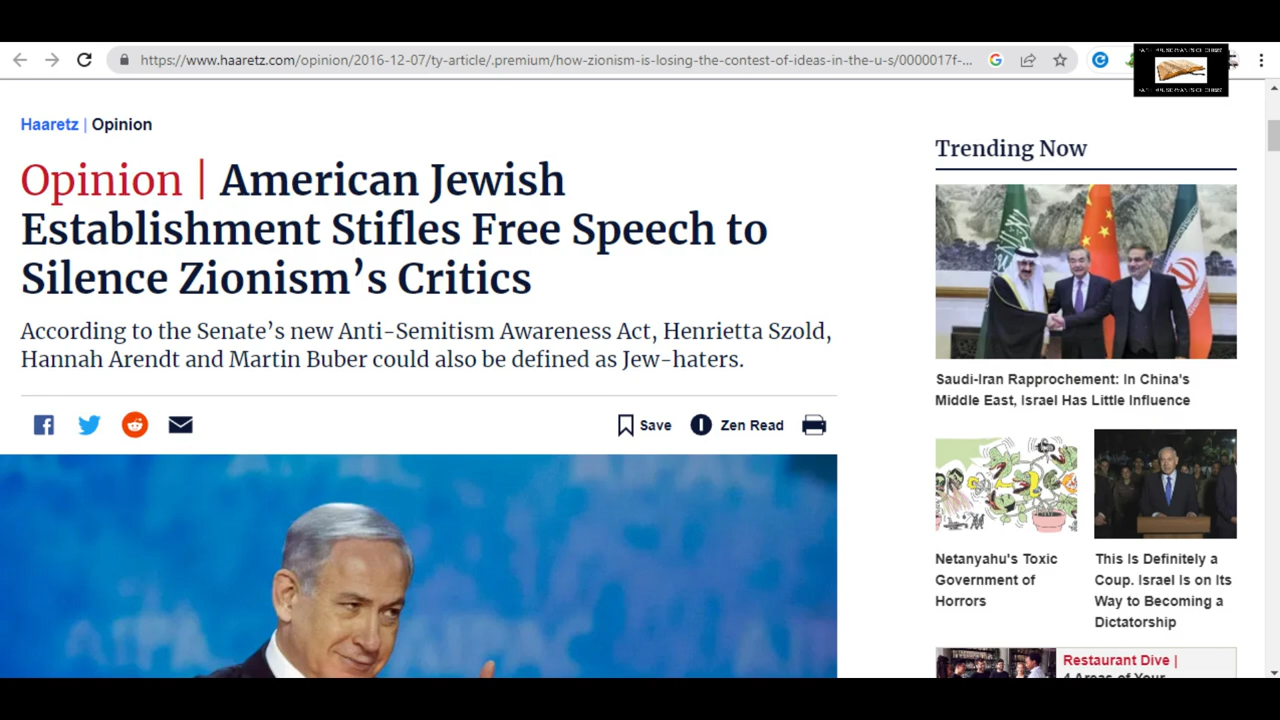 https://www.haaretz.com/opinion/2016-12-07/ty-article/.premium/how-zionism-is-losing-the-contest-of-ideas-in-the-u-s/0000017f-...
Haaretz | Opinion
Opinion | American Jewish
Establishment Stifles Free Speech to
Silence Zionism's Critics
According to the Senate's new Anti-Semitism Awareness Act, Henrietta Szold,
Hannah Arendt and Martin Buber could also be defined as Jew-haters.
Save
Zen Read
Trending Now
Saudi-Iran Rapprochement: In China's
Middle East, Israel Has Little Influence
Netanyahu's Toxic
Government of
Horrors
This Is Definitely a
Coup. Israel Is on Its
Way to Becoming a
Dictatorship
Restaurant Dive |
4 Areas of Your